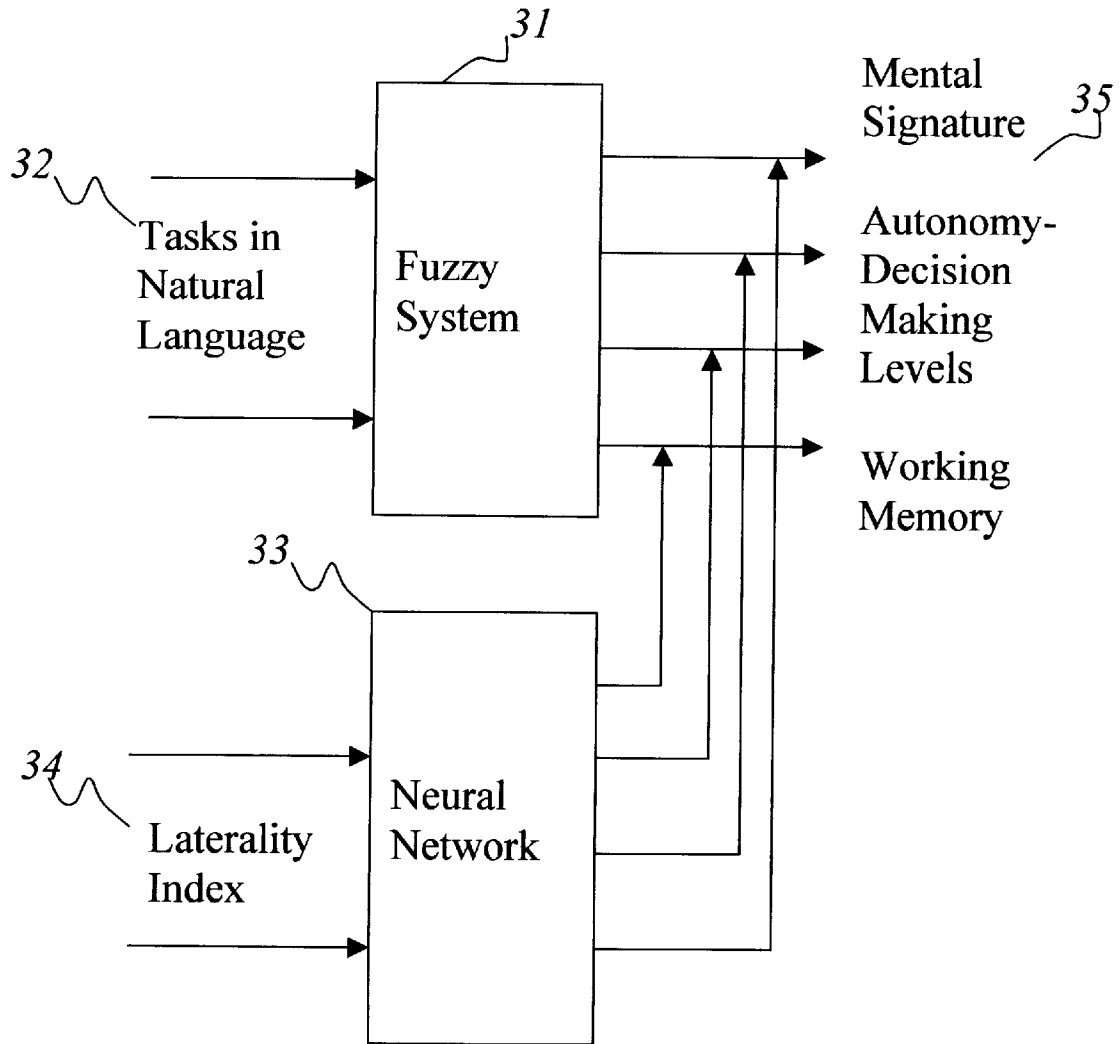 31
Mental
Signature
35
32
Tasks in
Natural
Language
Fuzzy
System
Autonomy-
Decision
Making
Levels
Working
Memory
33
34
Laterality
Index
Neural
Network